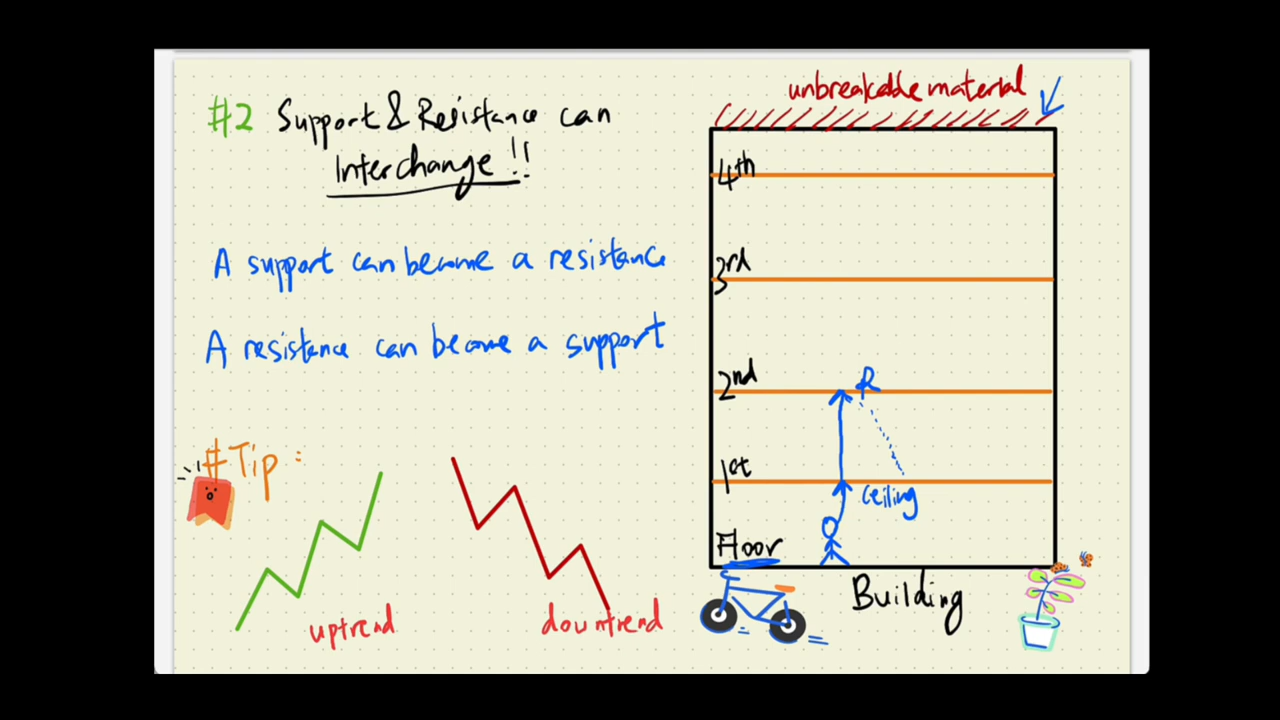 #2 Support & Resistance can
Interchange!!
A support can become a resistance
A resistance can become a support
#Tip:
uptrend
downtrend
unbreakable material
4th
3rd
2nd
R
1st
ceiling
Floor
Building